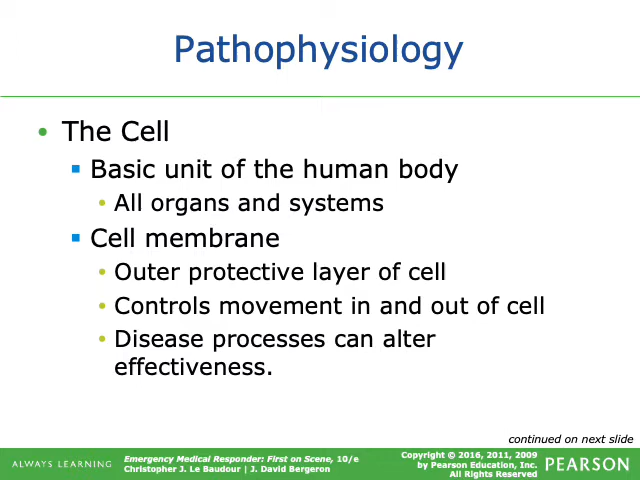 Pathophysiology
• The Cell
▪ Basic unit of the human body
• All organs and systems
▪ Cell membrane
• Outer protective layer of cell
• Controls movement in and out of cell
• Disease processes can alter
effectiveness.
continued on next slide
ALWAYS LEARNING
Emergency Medical Responder: First on Scene, 10/e
Christopher J. Le Baudour | J. David Bergeron
Copyright © 2016, 2011, 2009
by Pearson Education, Inc.
All Rights Reserved
PEARSON